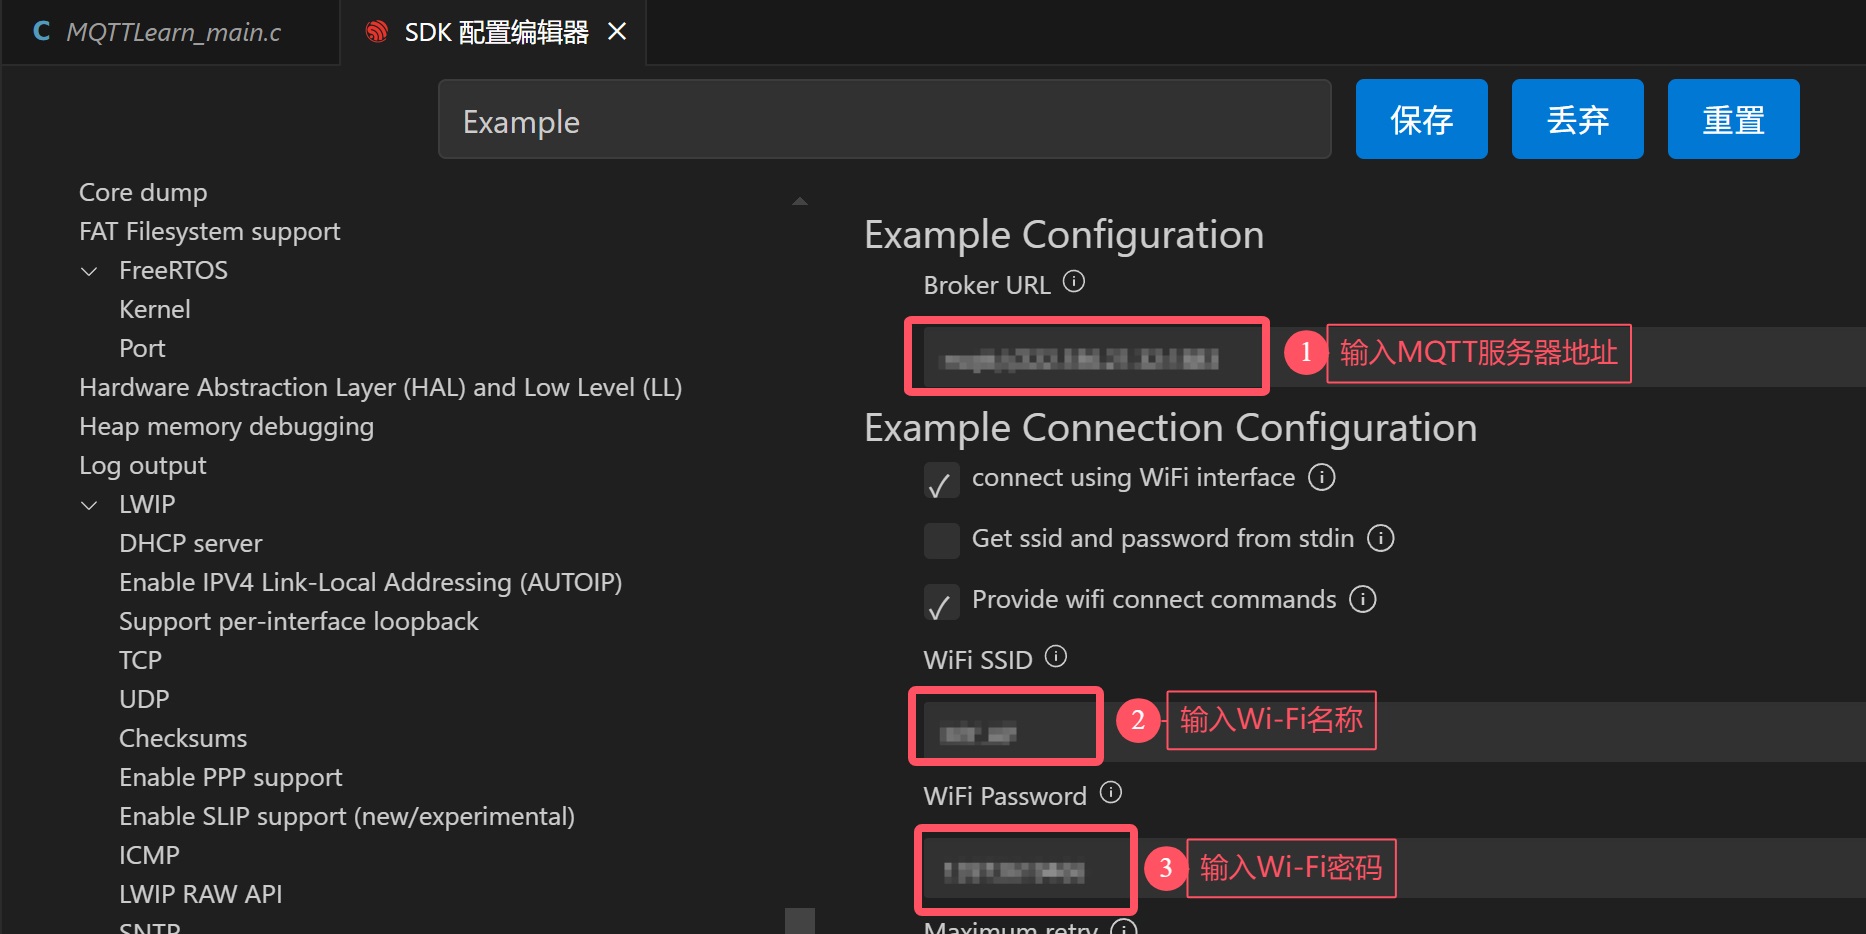 C MQTTLearn_main.c
SDK 配置编辑器
Example
保存
丢弃
重置
Core dump
FAT Filesystem support
FreeRTOS
Kernel
Port
Hardware Abstraction Layer (HAL) and Low Level (LL)
Heap memory debugging
Log output
LWIP
DHCP server
Enable IPV4 Link-Local Addressing (AUTOIP)
Support per-interface loopback
TCP
UDP
Checksums
Enable PPP support
Enable SLIP support (new/experimental)
ICMP
LWIP RAW API
SNTP
Example Configuration
Broker URL
1 输入MQTT服务器地址
Example Connection Configuration
connect using WiFi interface
Get ssid and password from stdin
Provide wifi connect commands
WiFi SSID
2 输入Wi-Fi名称
WiFi Password
3 输入Wi-Fi密码
Maximum retry